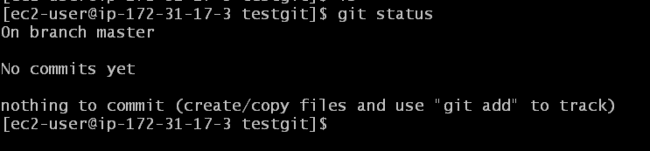 [ec2-user@ip-172-31-17-3 testgit]$ git status
On branch master
No commits yet
nothing to commit (create/copy files and use "git add" to track)
[ec2-user@ip-172-31-17-3 testgit]$